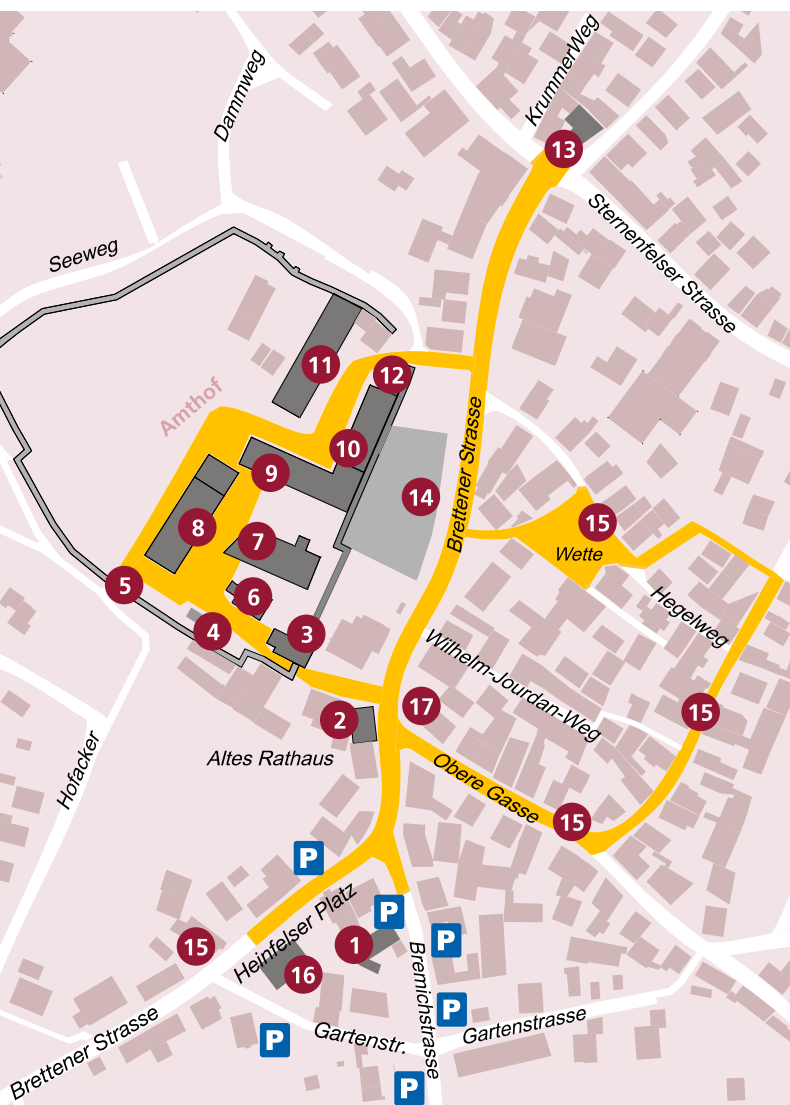 KrummerWeg
Dammweg
13
Sternenfelser Strasse
Seeweg
11
12
Amthof
Brettener Strasse
10
9
14
8
15
7
Wette
5
6
Hegelweg
4
3
Wilhelm-Jourdan-Weg
17
15
2
Altes Rathaus
Obere Gasse
Hofacker
15
P
P
Heinfelser Platz
15
1
P
16
Bremichstrasse
P
Brettener Strasse
P
Gartenstr.
Gartenstrasse
P